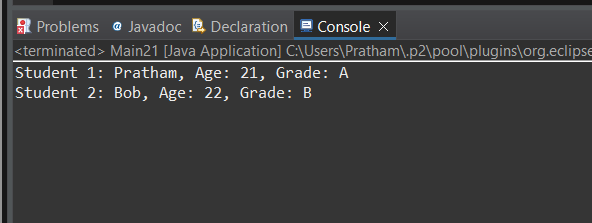 Problems @ Javadoc Declaration Console
<terminated> Main21 [Java Application] C:\Users\Pratham\.p2\pool\plugins\org.eclipse
Student 1: Pratham, Age: 21, Grade: A
Student 2: Bob, Age: 22, Grade: B